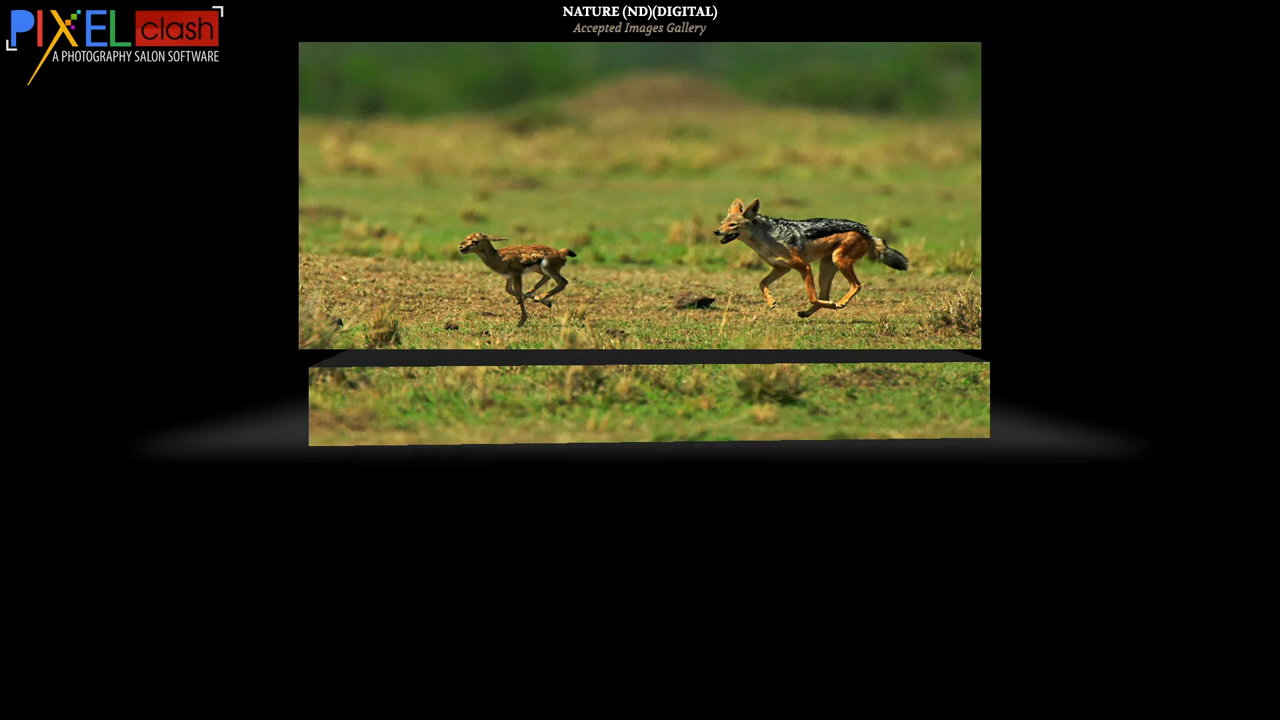 PIXEL clash
A PHOTOGRAPHY SALON SOFTWARE
NATURE (ND)(DIGITAL)
Accepted Images Gallery